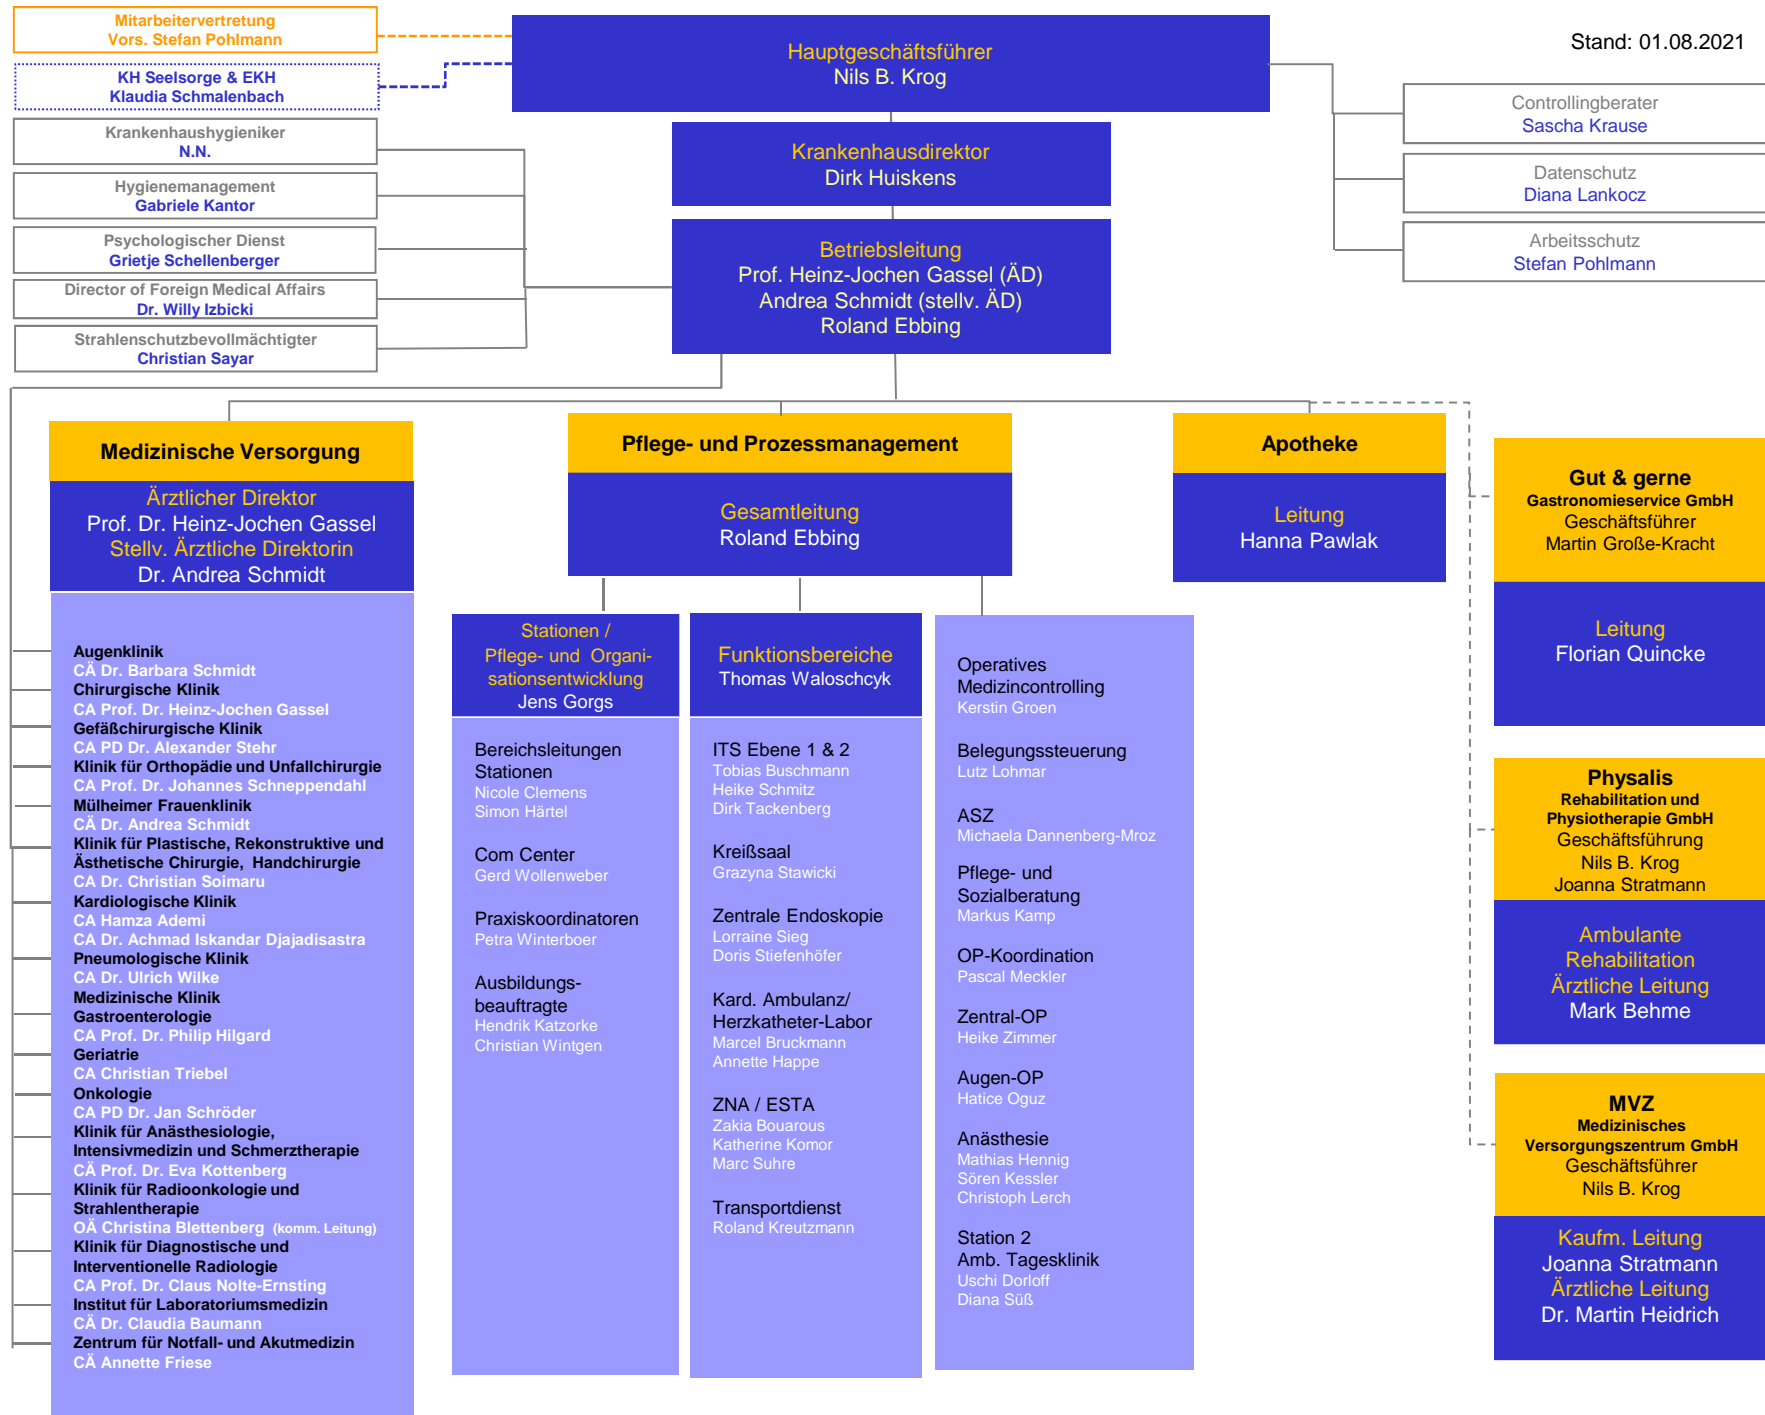 Mitarbeitervertretung
Vors. Stefan Pohlmann
KH Seelsorge & EKH
Klaudia Schmalenbach
Krankenhaushygieniker
N.N.
Hygienemanagement
Gabriele Kantor
Psychologischer Dienst
Grietje Schellenberger
Director of Foreign Medical Affairs
Dr. Willy Izbicki
Strahlenschutzbevollmächtigter
Christian Sayar
Hauptgeschäftsführer
Nils B. Krog
Krankenhausdirektor
Dirk Huiskens
Betriebsleitung
Prof. Heinz-Jochen Gassel (ÄD)
Andrea Schmidt (stellv. ÄD)
Roland Ebbing
Stand: 01.08.2021
Controllingberater
Sascha Krause
Datenschutz
Diana Lankocz
Arbeitsschutz
Stefan Pohlmann
Medizinische Versorgung
Ärztlicher Direktor
Prof. Dr. Heinz-Jochen Gassel
Stellv. Ärztliche Direktorin
Dr. Andrea Schmidt
Augenklinik
CÄ Dr. Barbara Schmidt
Chirurgische Klinik
CA Prof. Dr. Heinz-Jochen Gassel
Gefäßchirurgische Klinik
CA PD Dr. Alexander Stehr
Klinik für Orthopädie und Unfallchirurgie
CA Prof. Dr. Johannes Schneppendahl
Mülheimer Frauenklinik
CÄ Dr. Andrea Schmidt
Klinik für Plastische, Rekonstruktive und
Ästhetische Chirurgie, Handchirurgie
CA Dr. Christian Soimaru
Kardiologische Klinik
CA Hamza Ademi
CA Dr. Achmad Iskandar Djajadisastra
Pneumologische Klinik
CA Dr. Ulrich Wilke
Medizinische Klinik
Gastroenterologie
CA Prof. Dr. Philip Hilgard
Geriatrie
CA Christian Triebel
Onkologie
CA PD Dr. Jan Schröder
Klinik für Anästhesiologie,
Intensivmedizin und Schmerztherapie
CÄ Prof. Dr. Eva Kottenberg
Klinik für Radioonkologie und
Strahlentherapie
OÄ Christina Blettenberg (komm. Leitung)
Klinik für Diagnostische und
Interventionelle Radiologie
CA Prof. Dr. Claus Nolte-Ernsting
Institut für Laboratoriumsmedizin
CÄ Dr. Claudia Baumann
Zentrum für Notfall- und Akutmedizin
CÄ Annette Friese
Pflege- und Prozessmanagement
Gesamtleitung
Roland Ebbing
Stationen /
Pflege- und Organi-
sationsentwicklung
Jens Gorgs
Bereichsleitungen
Stationen
Nicole Clemens
Simon Härtel
Com Center
Gerd Wollenweber
Praxiskoordinatoren
Petra Winterboer
Ausbildungs-
beauftragte
Hendrik Katzorke
Christian Wintgen
Funktionsbereiche
Thomas Waloschcyk
ITS Ebene 1 & 2
Tobias Buschmann
Heike Schmitz
Dirk Tackenberg
Kreißsaal
Grazyna Stawicki
Zentrale Endoskopie
Lorraine Sieg
Doris Stiefenhöfer
Kard. Ambulanz/
Herzkatheter-Labor
Marcel Bruckmann
Annette Happe
ZNA / ESTA
Zakia Bouarous
Katherine Komor
Marc Suhre
Transportdienst
Roland Kreutzmann
Operatives
Medizincontrolling
Kerstin Groen
Belegungssteuerung
Lutz Lohmar
ASZ
Michaela Dannenberg-Mroz
Pflege- und
Sozialberatung
Markus Kamp
OP-Koordination
Pascal Meckler
Zentral-OP
Heike Zimmer
Augen-OP
Hatice Oguz
Anästhesie
Mathias Hennig
Sören Kessler
Christoph Lerch
Station 2
Amb. Tagesklinik
Uschi Dorloff
Diana Süß
Apotheke
Leitung
Hanna Pawlak
Gut & gerne
Gastronomieservice GmbH
Geschäftsführer
Martin Große-Kracht
Leitung
Florian Quincke
Physalis
Rehabilitation und
Physiotherapie GmbH
Geschäftsführung
Nils B. Krog
Joanna Stratmann
Ambulante
Rehabilitation
Ärztliche Leitung
Mark Behme
MVZ
Medizinisches
Versorgungszentrum GmbH
Geschäftsführer
Nils B. Krog
Kaufm. Leitung
Joanna Stratmann
Ärztliche Leitung
Dr. Martin Heidrich